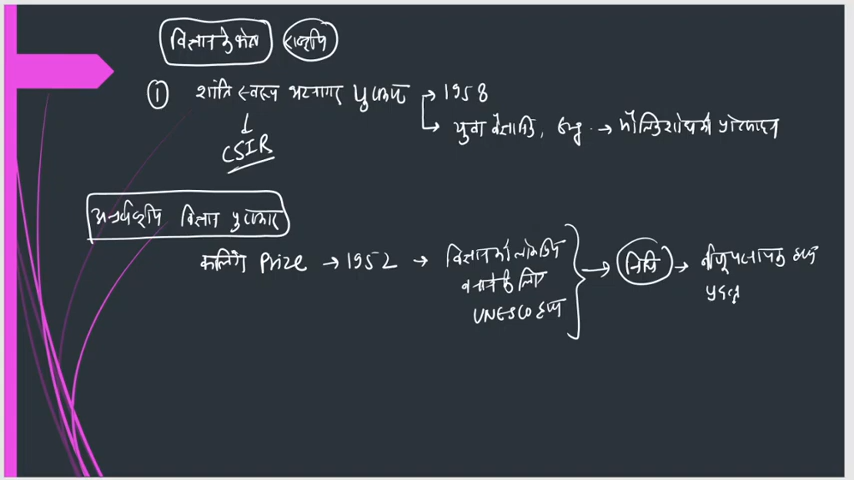 विज्ञान के क्षेत्र राष्ट्रीय
① शांति स्वरूप भटनागर पुरस्कार → 1958
↓ → युवा वैज्ञानिक, → मौलिक शोध को प्रोत्साहन
CSIR
अन्तर्राष्ट्रीय विज्ञान पुरस्कार
कलिंग Prize → 1952 → विज्ञान को लोकप्रिय
बनाने के लिए
UNESCO द्वारा
→ निधि → बीजू पटनायक द्वारा
प्रदत्त